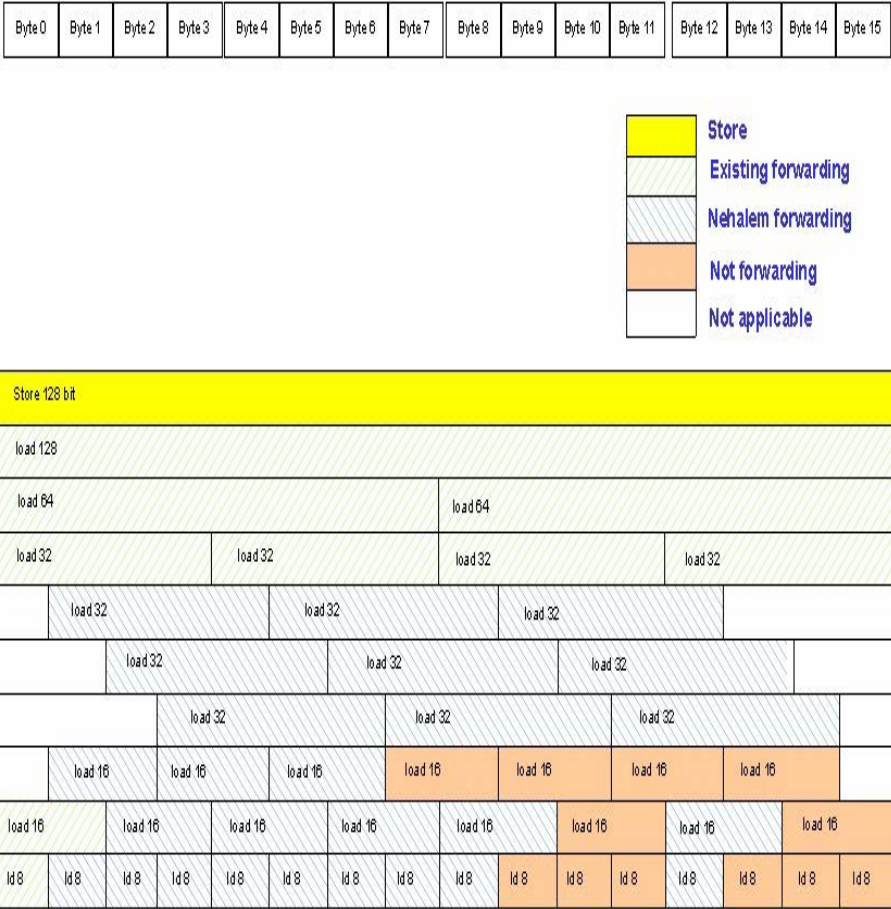 Byte 0 Byte 1 Byte 2 Byte 3 Byte 4 Byte 5 Byte 6 Byte 7 Byte 8 Byte 9 Byte 10 Byte 11 Byte 12 Byte 13 Byte 14 Byte 15
Store
Existing forwarding
Nehalem forwarding
Not forwarding
Not applicable
Store 128 bit
load 128
load 64 load 64
load 32 load 32 load 32 load 32
load 32 load 32 load 32
load 32 load 32 load 32
load 32 load 32 load 32
load 16 load 16 load 16 load 16 load 16 load 16 load 16
load 16 load 16 load 16 load 16 load 16 load 16 load 16 load 16
ld 8 ld 8 ld 8 ld 8 ld 8 ld 8 ld 8 ld 8 ld 8 ld 8 ld 8 ld 8 ld 8 ld 8 ld 8 ld 8